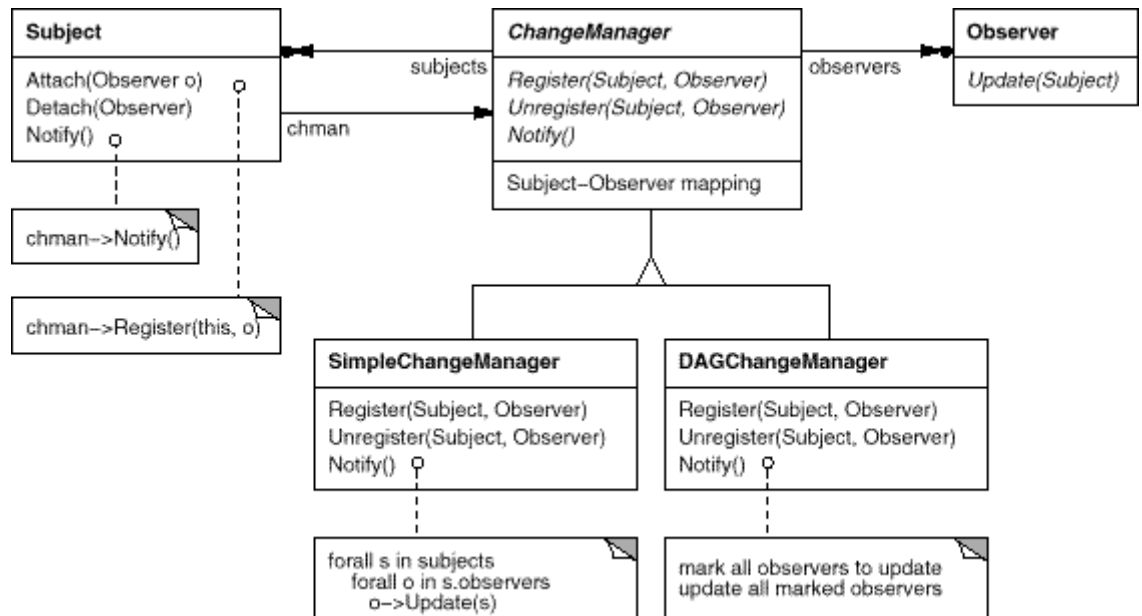 Subject
Attach(Observer o)
Detach(Observer)
Notify()
chman->Notify()
chman->Register(this, o)
subjects
chman
ChangeManager
Register(Subject, Observer)
Unregister(Subject, Observer)
Notify()
Subject-Observer mapping
observers
Observer
Update(Subject)
SimpleChangeManager
Register(Subject, Observer)
Unregister(Subject, Observer)
Notify()
forall s in subjects
forall o in s.observers
o->Update(s)
DAGChangeManager
Register(Subject, Observer)
Unregister(Subject, Observer)
Notify()
mark all observers to update
update all marked observers